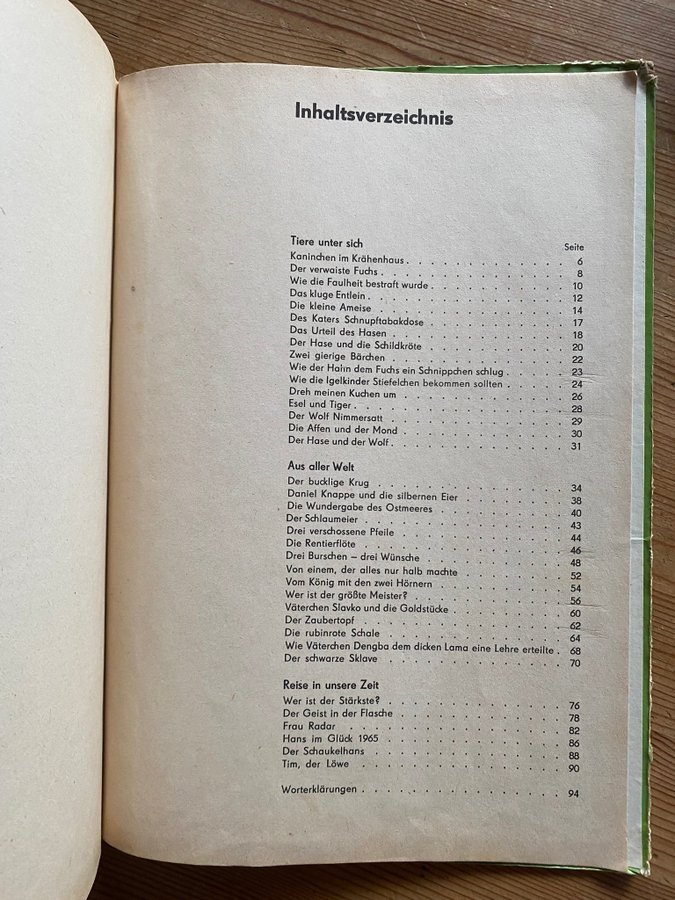 Inhaltsverzeichnis
Tiere unter sich Seite
Kaninchen im Krähenhaus . . . . . . . . . . . 6
Der verwaiste Fuchs . . . . . . . . . . . 8
Wie die Faulheit bestraft wurde . . . . . . . . . . . 10
Das kluge Entlein . . . . . . . . . . . 12
Die kleine Ameise . . . . . . . . . . . 14
Des Katers Schnupftabakdose . . . . . . . . . . . 17
Das Urteil des Hasen . . . . . . . . . . . 18
Der Hase und die Schildkröte . . . . . . . . . . . 20
Zwei gierige Bärchen . . . . . . . . . . . 22
Wie der Hahn dem Fuchs ein Schnippchen schlug . . . . . 23
Wie die Igelkinder Stiefelchen bekommen sollten . . . . . 24
Dreh meinen Kuchen um . . . . . . . . . . . 26
Esel und Tiger . . . . . . . . . . . 28
Der Wolf Nimmersatt . . . . . . . . . . . 29
Die Affen und der Mond . . . . . . . . . . . 30
Der Hase und der Wolf . . . . . . . . . . . 31
Aus aller Welt
Der bucklige Krug . . . . . . . . . . . 34
Daniel Knappe und die silbernen Eier . . . . . . . . 38
Die Wundergabe des Ostmeeres . . . . . . . . . . 40
Der Schlaumeier . . . . . . . . . . . 43
Drei verschossene Pfeile . . . . . . . . . . . 44
Die Rentierflöte . . . . . . . . . . . 46
Drei Burschen – drei Wünsche . . . . . . . . . . 48
Von einem, der alles nur halb machte . . . . . . . . 52
Vom König mit den zwei Hörnern . . . . . . . . . 54
Wer ist der größte Meister? . . . . . . . . . . . 56
Väterchen Slavko und die Goldstücke . . . . . . . . 60
Der Zaubertopf . . . . . . . . . . . 62
Die rubinrote Schale . . . . . . . . . . . 64
Wie Väterchen Dengba dem dicken Lama eine Lehre erteilte . 68
Der schwarze Sklave . . . . . . . . . . . 70
Reise in unsere Zeit
Wer ist der Stärkste? . . . . . . . . . . . 76
Der Geist in der Flasche . . . . . . . . . . . 78
Frau Radar . . . . . . . . . . . 82
Hans im Glück 1965 . . . . . . . . . . . 86
Der Schaukelhans . . . . . . . . . . . 88
Tim, der Löwe . . . . . . . . . . . 90
Worterklärungen . . . . . . . . . . . 94